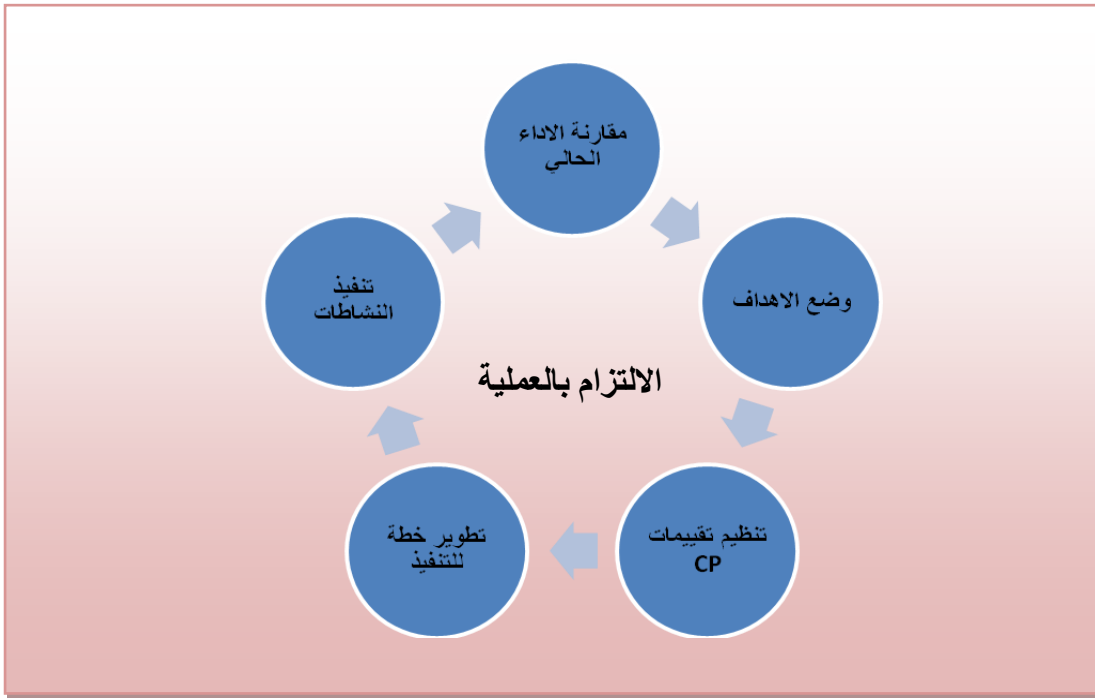 مقارنة الاداء
الحالي
وضع الاهداف
تنظيم تقييمات
CP
تطوير خطة
للتنفيذ
تنفيذ
النشاطات
الالتزام بالعملية